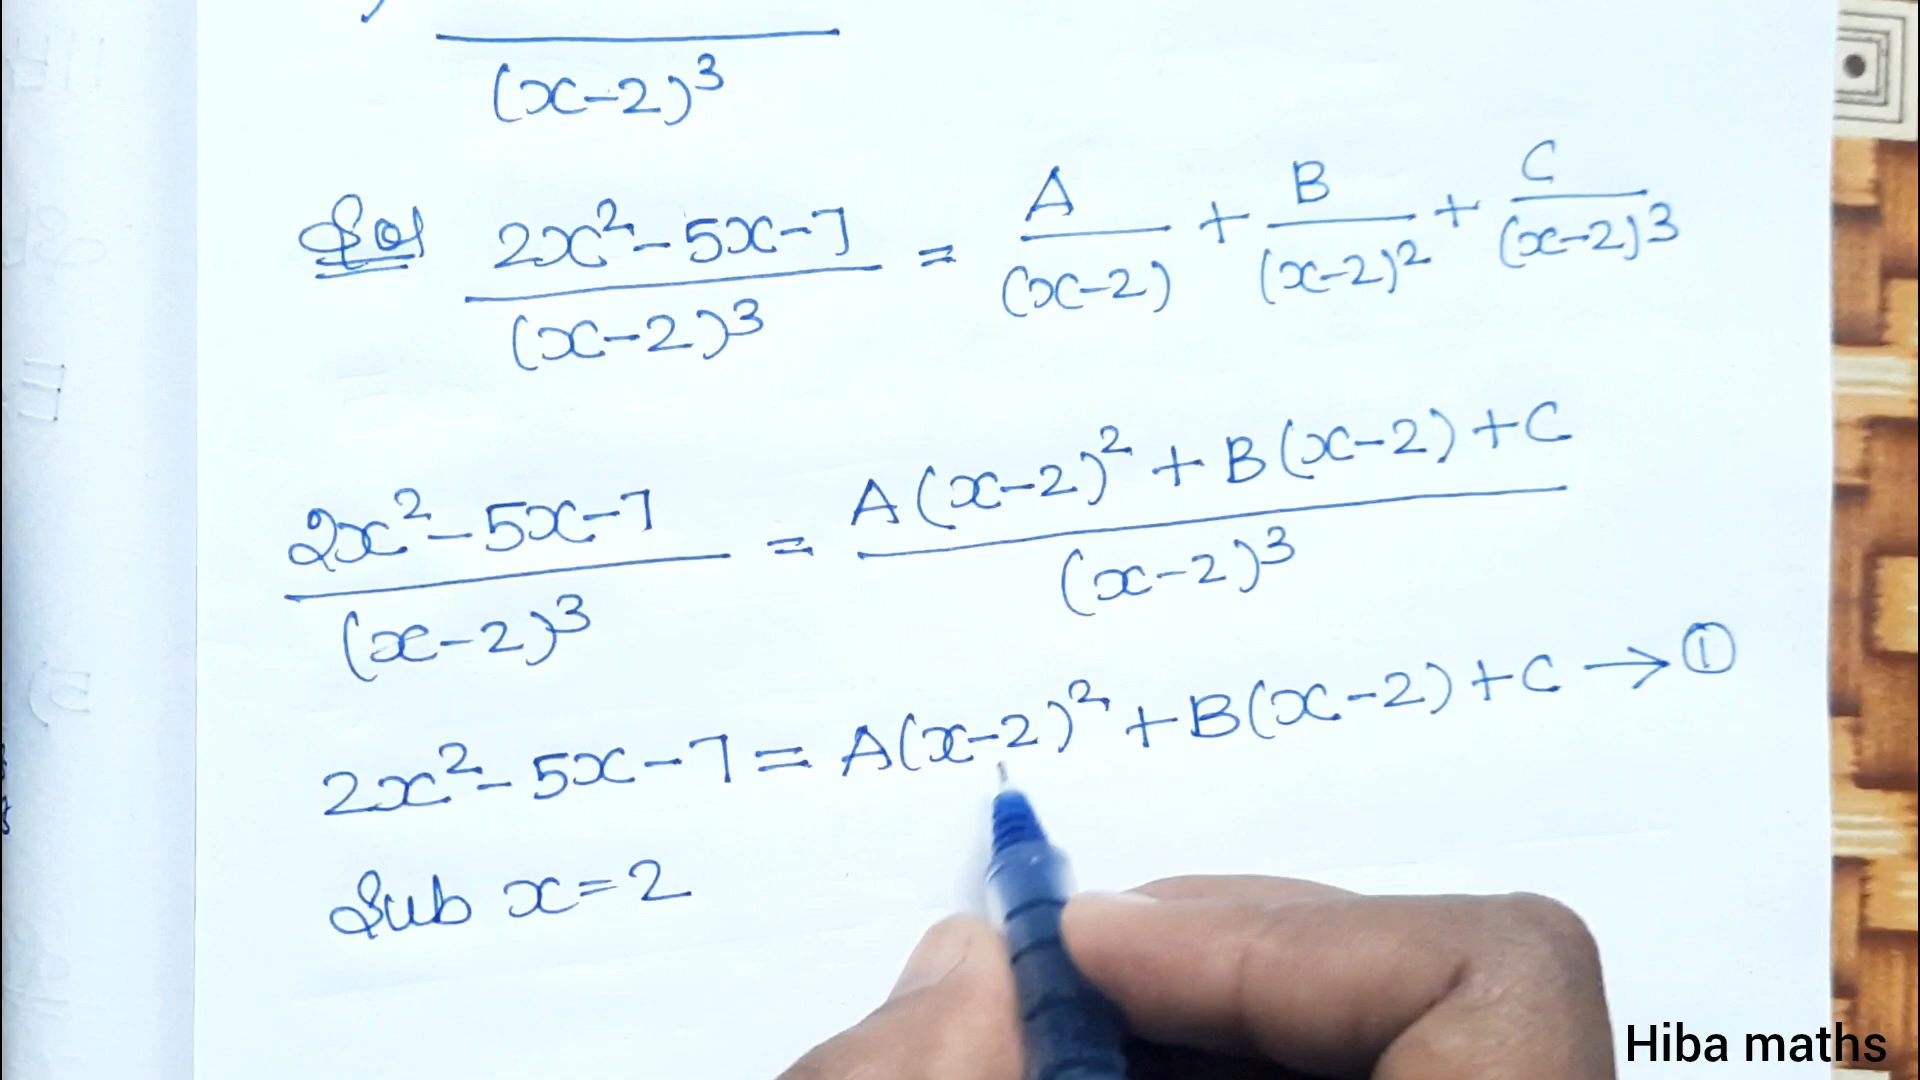 (x-2)³
Sol 2x²-5x-7 / (x-2)³ = A / (x-2) + B / (x-2)² + C / (x-2)³
2x²-5x-7 / (x-2)³ = A(x-2)²+B(x-2)+C / (x-2)³
2x²-5x-7=A(x-2)²+B(x-2)+C→①
Sub x=2
Hiba maths